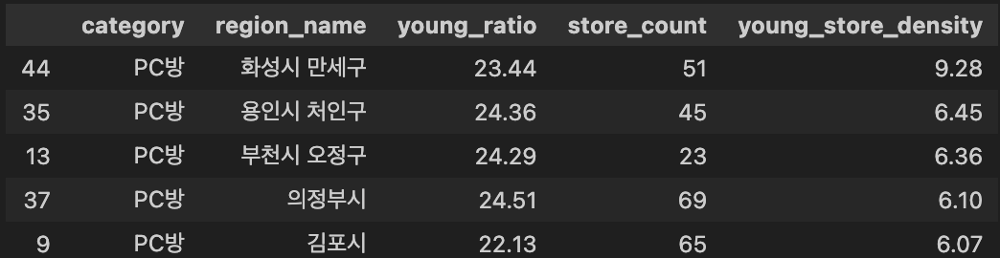 category region_name young_ratio store_count young_store_density
44 PC방 화성시 만세구 23.44 51 9.28
35 PC방 용인시 처인구 24.36 45 6.45
13 PC방 부천시 오정구 24.29 23 6.36
37 PC방 의정부시 24.51 69 6.10
9 PC방 김포시 22.13 65 6.07